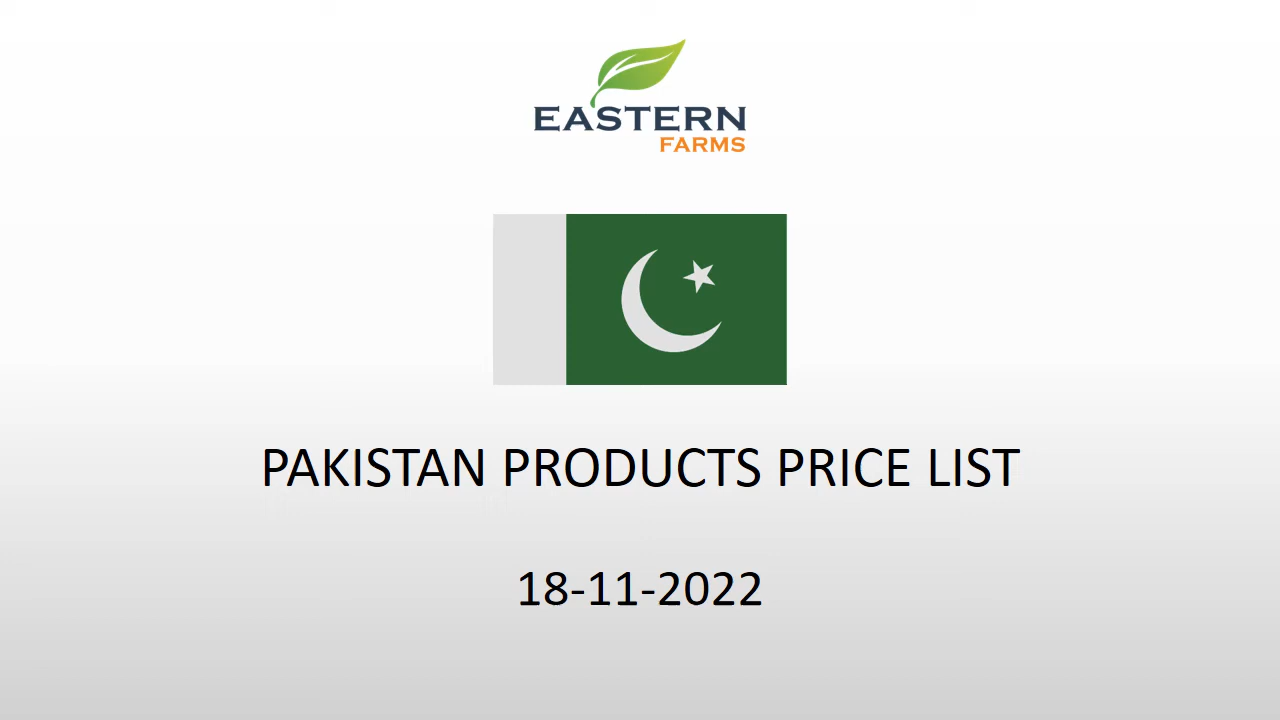 EASTERN
FARMS
PAKISTAN PRODUCTS PRICE LIST
18-11-2022